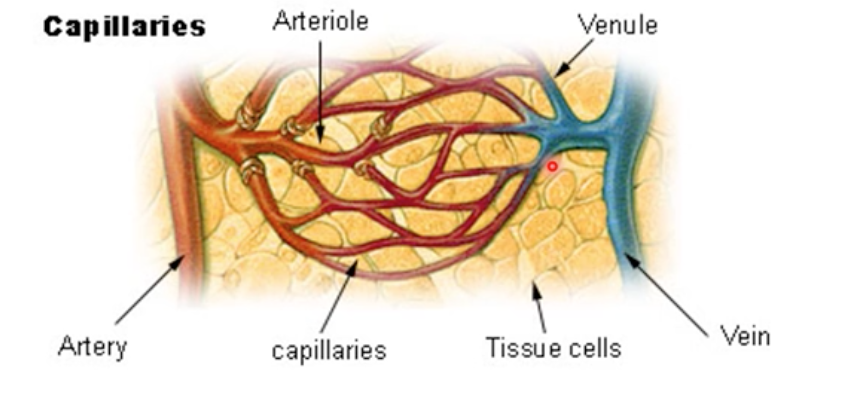 Capillaries
Arteriole
Venule
Artery
capillaries
Tissue cells
Vein